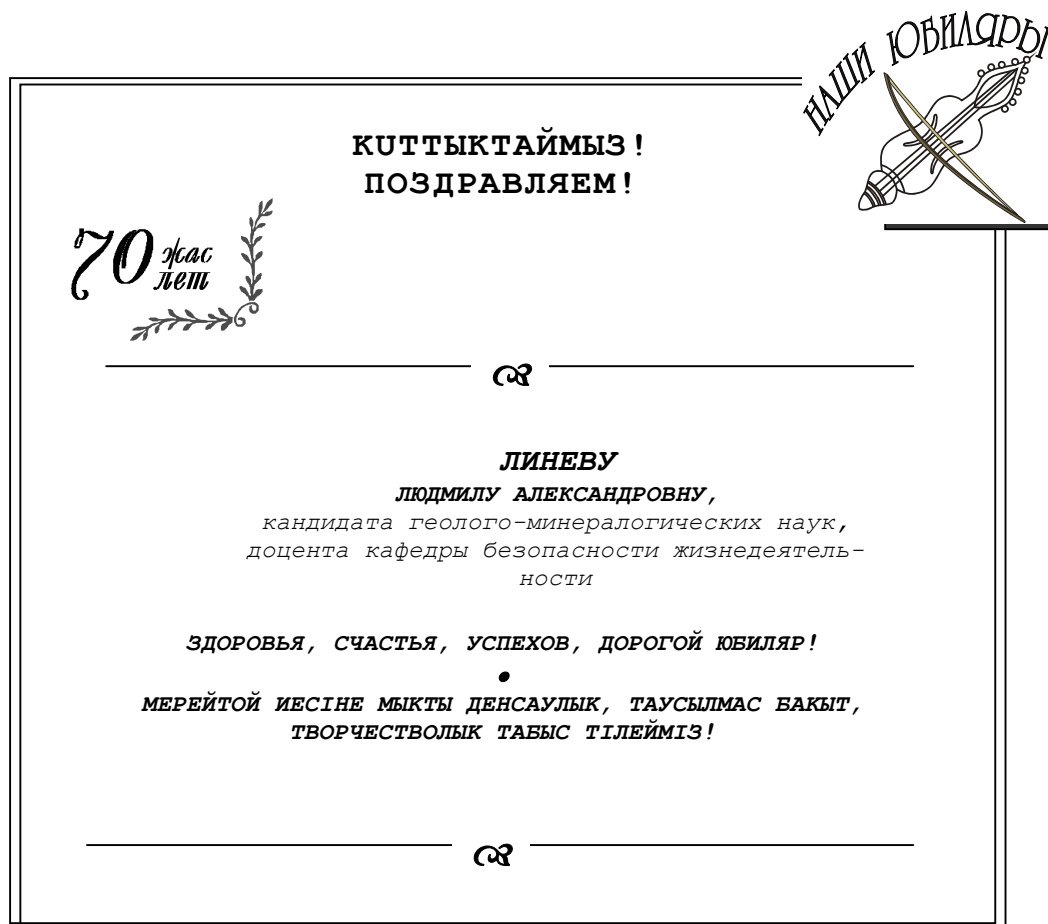 НАШИ ЮБИЛЯРЫ
КUТТЫКТАЙМЫЗ!
ПОЗДРАВЛЯЕМ!
70 жас
лет
ЛИНЕВУ
ЛЮДМИЛУ АЛЕКСАНДРОВНУ,
кандидата геолого-минералогических наук,
доцента кафедры безопасности жизнедеятель-
ности
ЗДОРОВЬЯ, СЧАСТЬЯ, УСПЕХОВ, ДОРОГОЙ ЮБИЛЯР!
•
МЕРЕЙТОЙ ИЕСІНЕ МЫКТЫ ДЕНСАУЛЫК, ТАУСЫЛМАС БАКЫТ,
ТВОРЧЕСТВОЛЫК ТАБЫС ТІЛЕЙМІЗ!